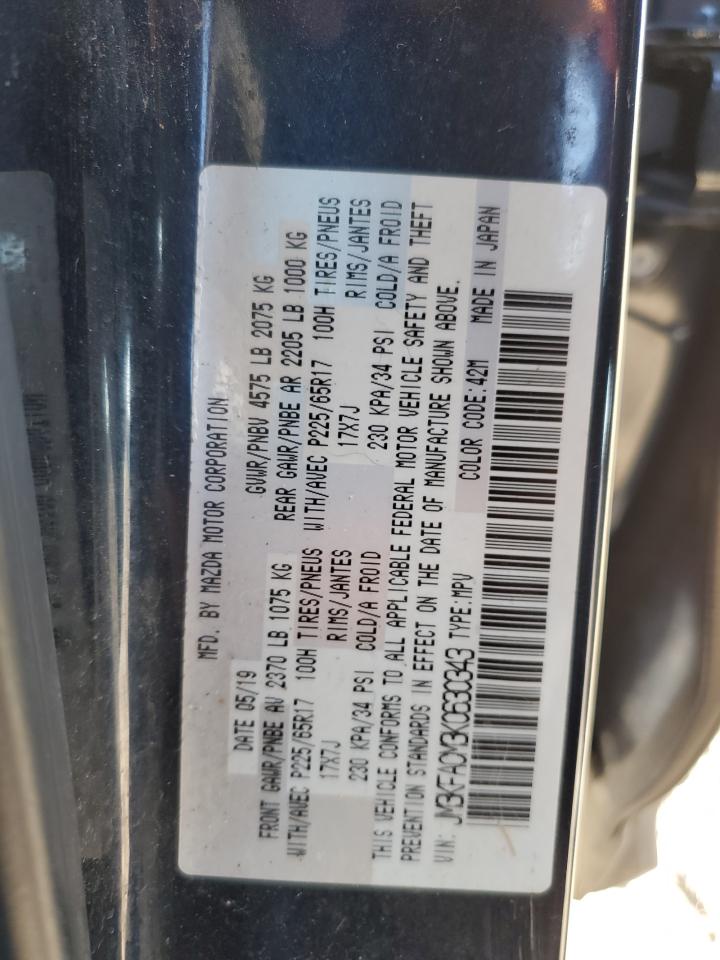 MFD. BY MAZDA MOTOR CORPORATION
DATE 05/19 GVWR/PNBV 4575 LB 2075 KG
FRONT GAWR/PNBE AV 2370 LB 1075 KG REAR GAWR/PNBE AR 2205 LB 1000 KG
WITH/AVEC P225/65R17 100H TIRES/PNEUS WITH/AVEC P225/65R17 100H TIRES/PNEUS
17X7J RIMS/JANTES 17X7J RIMS/JANTES
230 KPA/34 PSI COLD/A FROID 230 KPA/34 PSI COLD/A FROID
THIS VEHICLE CONFORMS TO ALL APPLICABLE FEDERAL MOTOR VEHICLE SAFETY AND THEFT
PREVENTION STANDARDS IN EFFECT ON THE DATE OF MANUFACTURE SHOWN ABOVE.
VIN: JM3KFACM3K0630343 TYPE:MPV COLOR CODE:42M MADE IN JAPAN